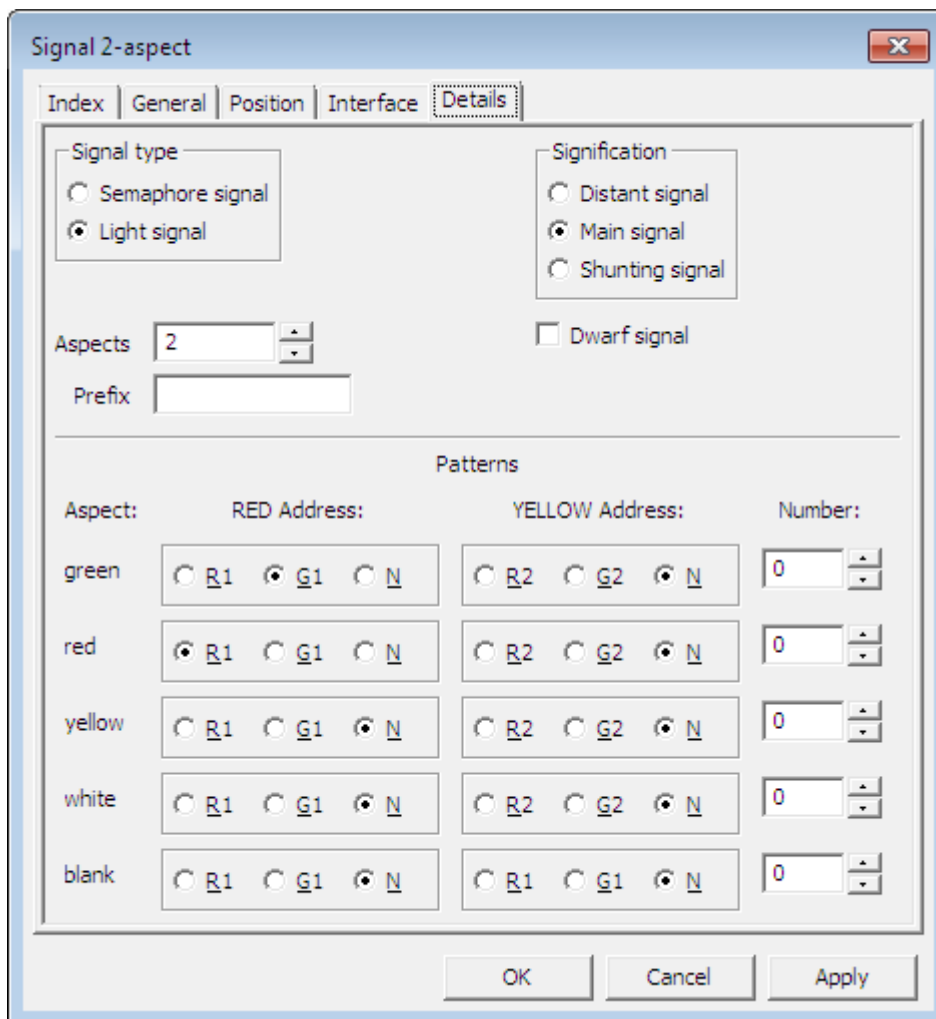 Signal 2-aspect
Index General Position Interface Details
Signal type Signification
Semaphore signal Distant signal
Light signal Main signal
Shunting signal
Aspects 2 Dwarf signal
Prefix
Patterns
Aspect: RED Address: YELLOW Address: Number:
green R1 G1 N R2 G2 N 0
red R1 G1 N R2 G2 N 0
yellow R1 G1 N R2 G2 N 0
white R1 G1 N R2 G2 N 0
blank R1 G1 N R1 G1 N 0
OK Cancel Apply